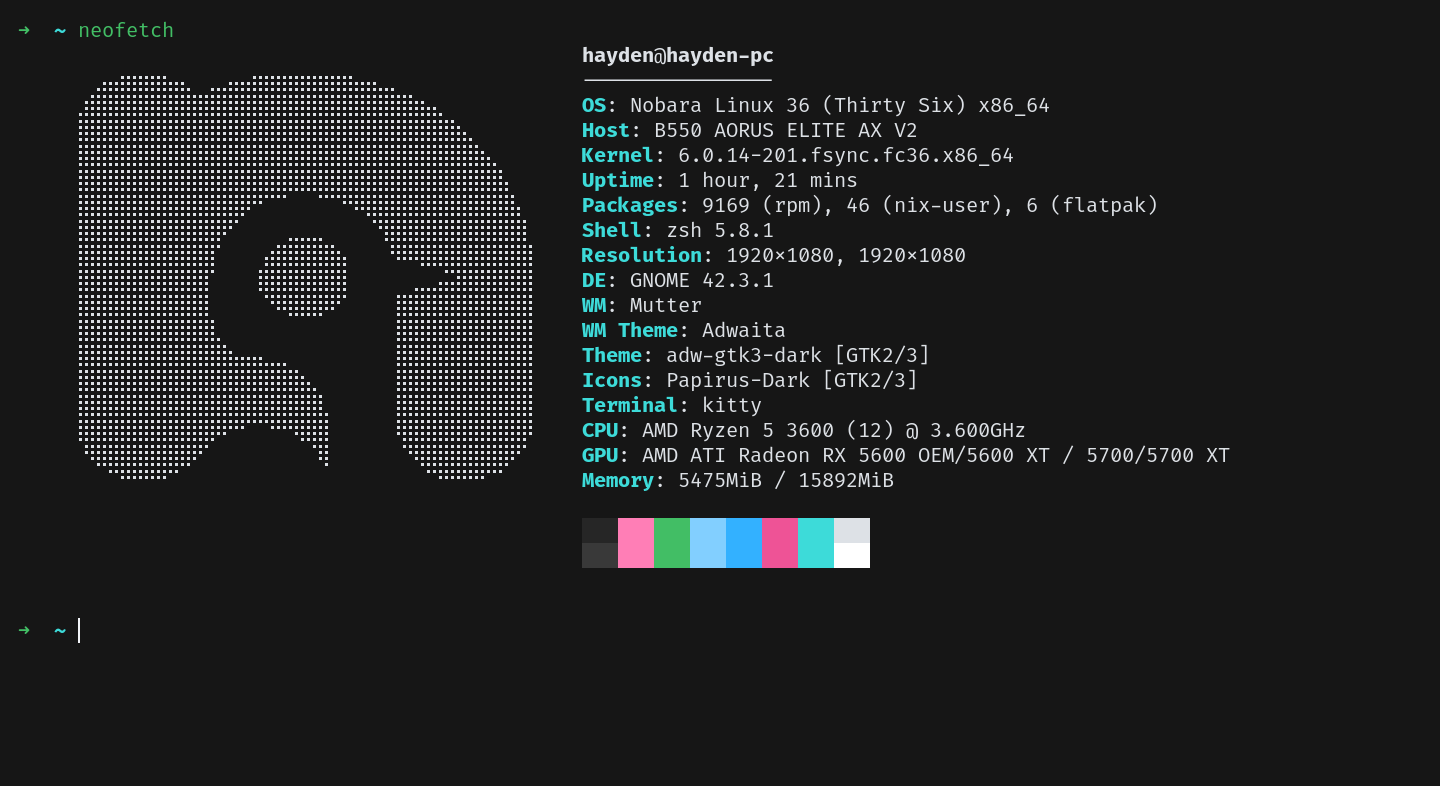 ➜  ~ neofetch
hayden@hayden-pc
----------------
OS: Nobara Linux 36 (Thirty Six) x86_64
Host: B550 AORUS ELITE AX V2
Kernel: 6.0.14-201.fsync.fc36.x86_64
Uptime: 1 hour, 21 mins
Packages: 9169 (rpm), 46 (nix-user), 6 (flatpak)
Shell: zsh 5.8.1
Resolution: 1920×1080, 1920×1080
DE: GNOME 42.3.1
WM: Mutter
WM Theme: Adwaita
Theme: adw-gtk3-dark [GTK2/3]
Icons: Papirus-Dark [GTK2/3]
Terminal: kitty
CPU: AMD Ryzen 5 3600 (12) @ 3.600GHz
GPU: AMD ATI Radeon RX 5600 OEM/5600 XT / 5700/5700 XT
Memory: 5475MiB / 15892MiB
➜  ~